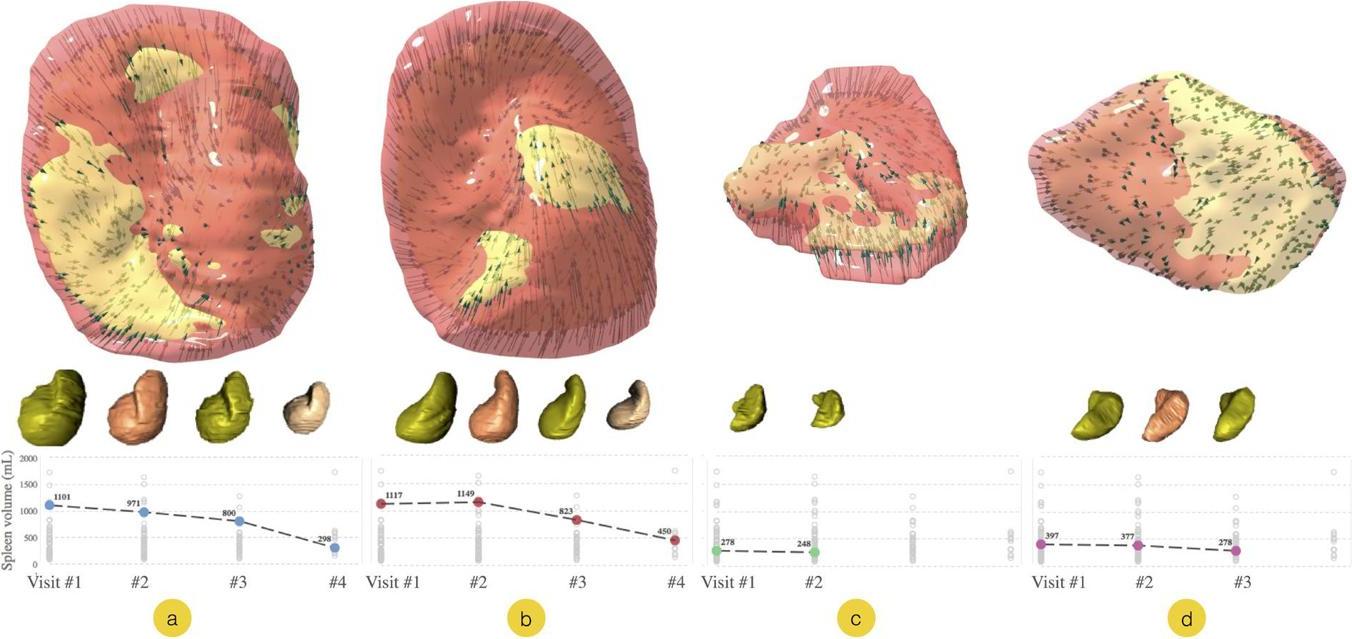 Spleen volume (mL)
2000
1500
1000
500
0
1101
971
800
298
1117
1149
823
450
278
248
397
377
278
Visit #1 #2 #3 #4
Visit #1 #2 #3 #4
Visit #1 #2
Visit #1 #2 #3
a
b
c
d